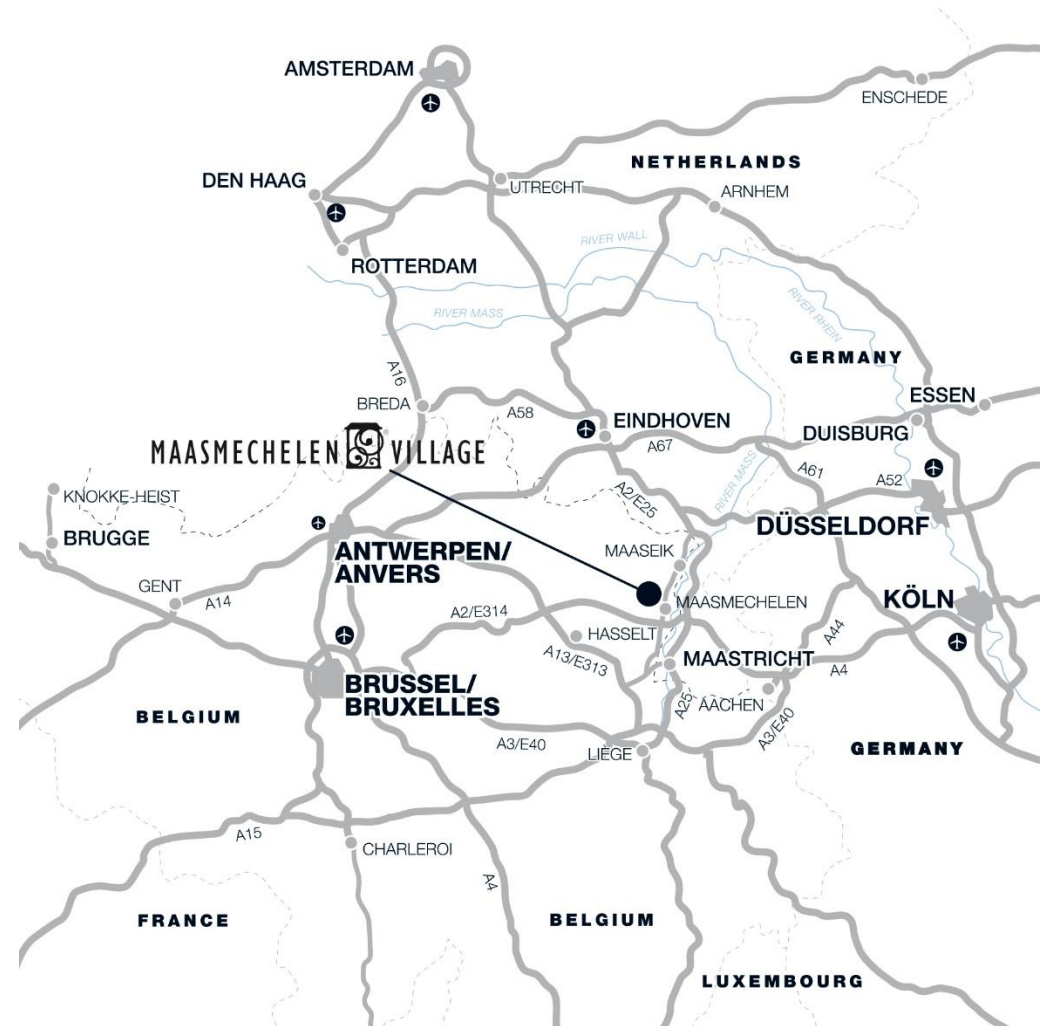 AMSTERDAM
ENSCHEDE
NETHERLANDS
DEN HAAG
UTRECHT
ARNHEM
RIVER WALL
ROTTERDAM
RIVER MASS
RIVER RHEIN
GERMANY
A16
BREDA
A58
ESSEN
EINDHOVEN
DUISBURG
MAASMECHELEN VILLAGE
A67
A61
A52
RIVER MASS
KNOKKE-HEIST
A2/E25
BRUGGE
DÜSSELDORF
ANTWERPEN/
ANVERS
MAASEIK
GENT
A14
A2/E314
MAASMECHELEN
KÖLN
HASSELT
A44
A13/E313
MAASTRICHT
A4
BRUSSEL/
BRUXELLES
A25
AACHEN
BELGIUM
A3/E40
A3/E40
LIÈGE
GERMANY
A15
CHARLEROI
A4
FRANCE
BELGIUM
LUXEMBOURG